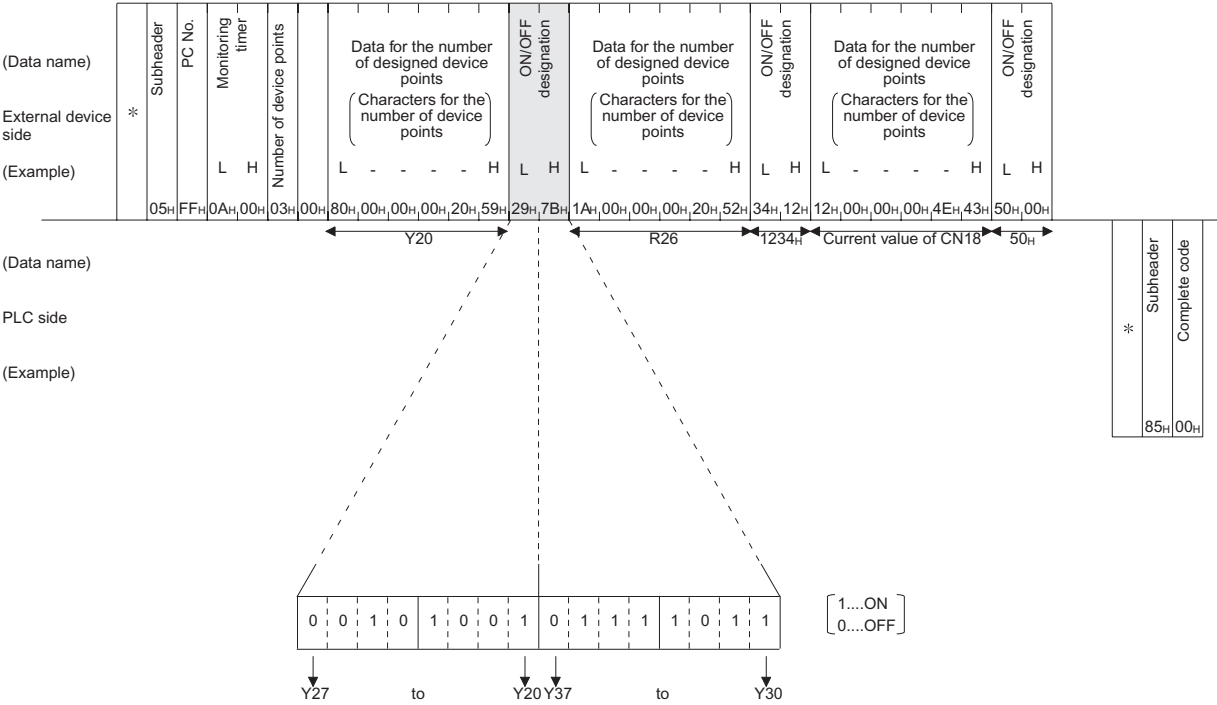 (Data name)
External device side
(Example)
*
Subheader
PC No.
Monitoring timer
Number of device points
Data for the number of designed device points
(Characters for the number of device points)
ON/OFF designation
Data for the number of designed device points
(Characters for the number of device points)
ON/OFF designation
Data for the number of designed device points
(Characters for the number of device points)
ON/OFF designation
L H L - - - - H L H L - - - - H L H L - - - - H L H
05H FFH 0AH 00H 03H 00H 80H 00H 00H 00H 20H 59H 29H 7BH 1AH 00H 00H 00H 20H 52H 34H 12H 12H 00H 00H 00H 4EH 43H 50H 00H
Y20 R26 1234H Current value of CN18 50H
(Data name)
PLC side
(Example)
*
Subheader
Complete code
85H 00H
0 0 1 0 1 0 0 1 0 1 1 1 1 0 1 1
1....ON
0....OFF
Y27 to Y20 Y37 to Y30